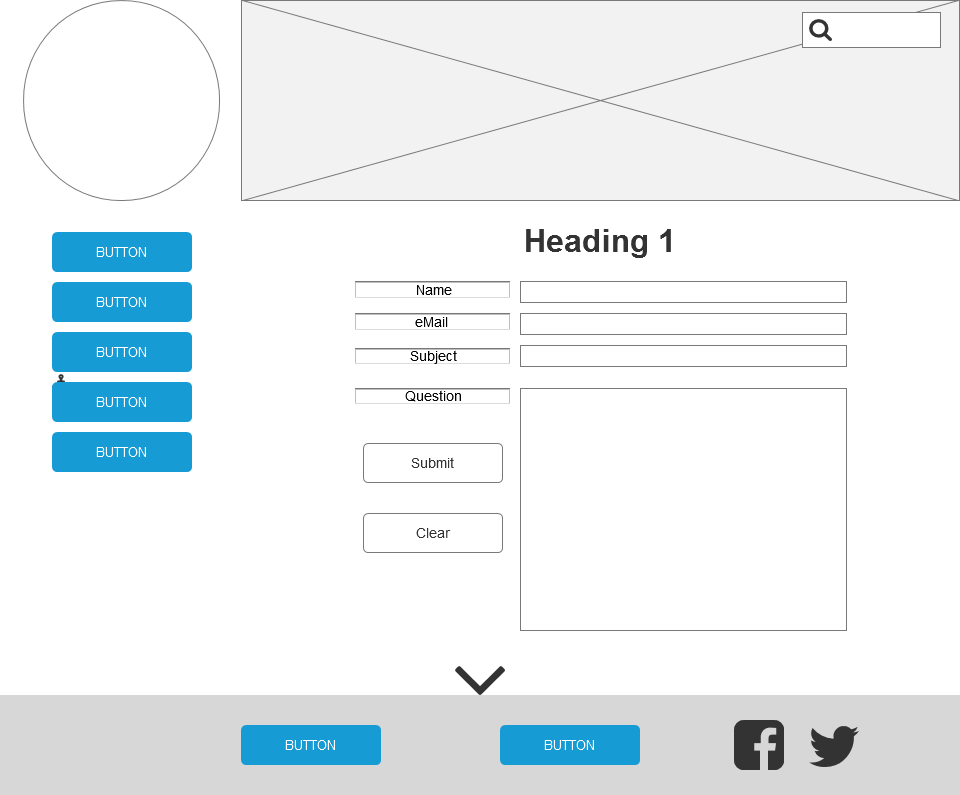 Heading 1
BUTTON
BUTTON
BUTTON
BUTTON
BUTTON
Name
eMail
Subject
Question
Submit
Clear
BUTTON
BUTTON